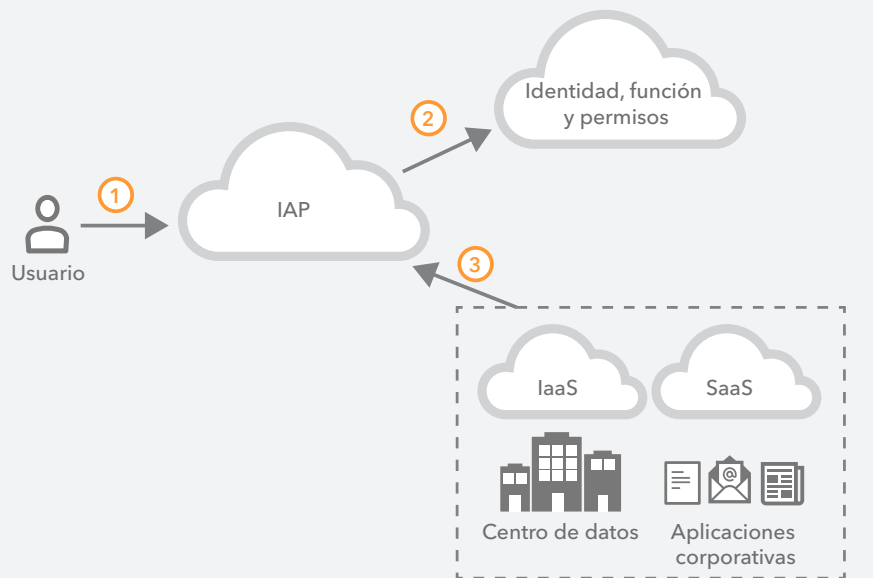 Identidad, función
y permisos
2
1
IAP
Usuario
3
IaaS
SaaS
@
Centro de datos
Aplicaciones
corporativas